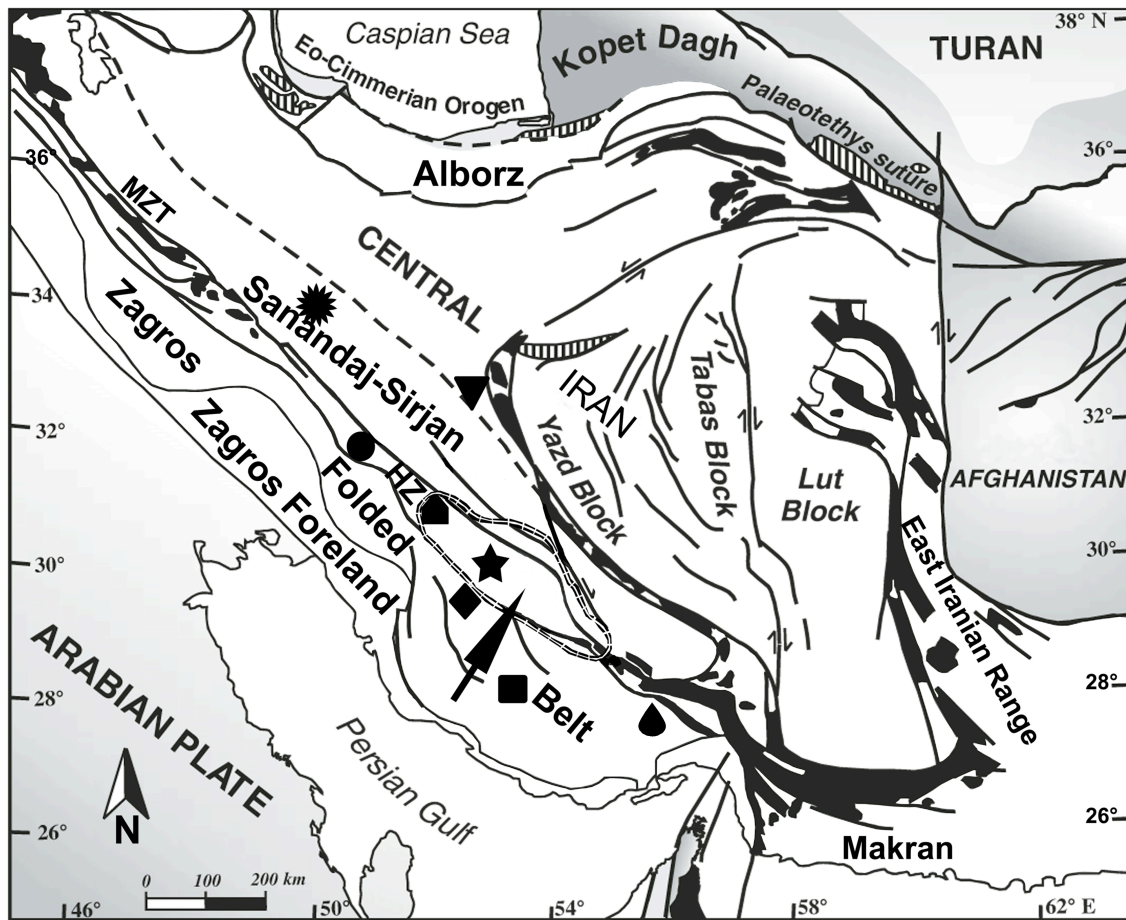 38° N
Caspian Sea
Kopet Dagh
TURAN
Eo-Cimmerian Orogen
Palaeotethys suture
36°
36°
Alborz
MZT
CENTRAL
34
Sanandaj-Sirjan
Zagros
IRAN
Tabas Block
32°
32°
Yazd Block
Zagros Foreland
Folded
HZ
Lut
Block
AFGHANISTAN
30°
30°
East Iranian Range
ARABIAN PLATE
28°
28°
Belt
Persian Gulf
N
26°
26°
Makran
0 100 200 km
46° 50° 54° 58° 62° E